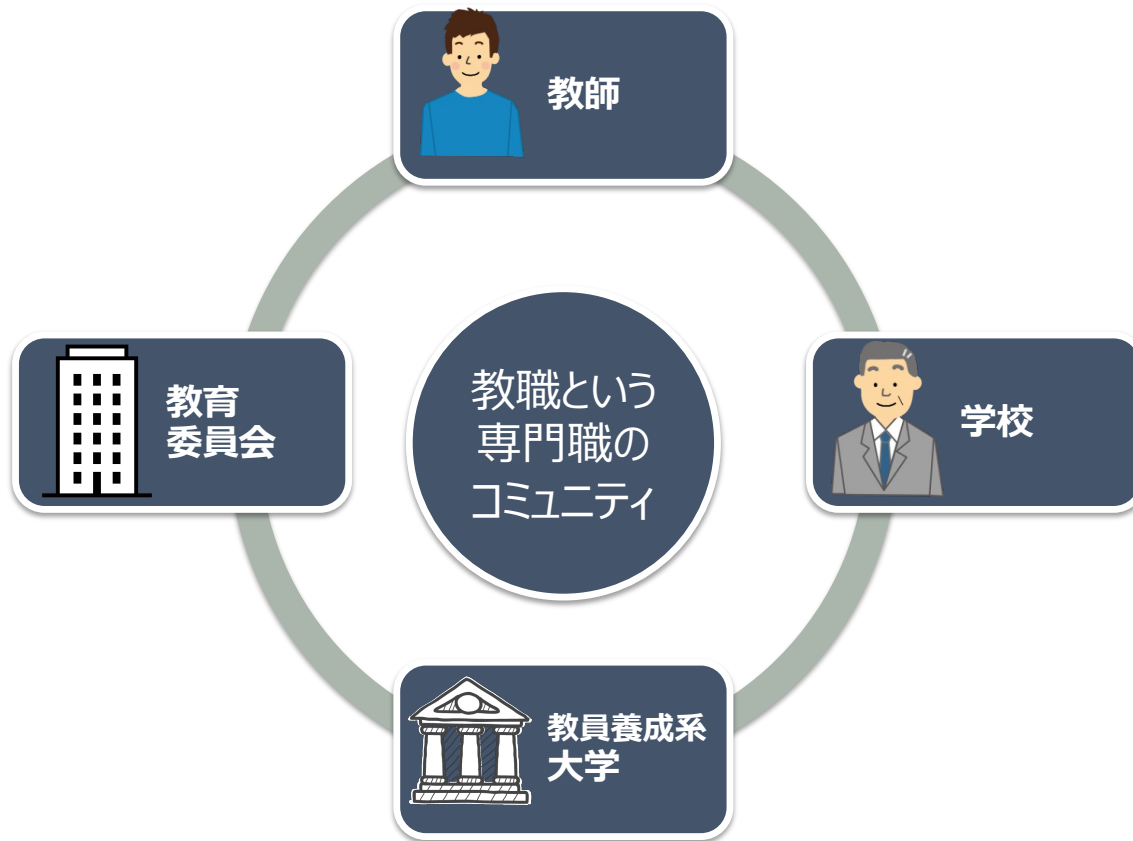 教師
教育
委員会
教職という
専門職の
コミュニティ
学校
教員養成系
大学